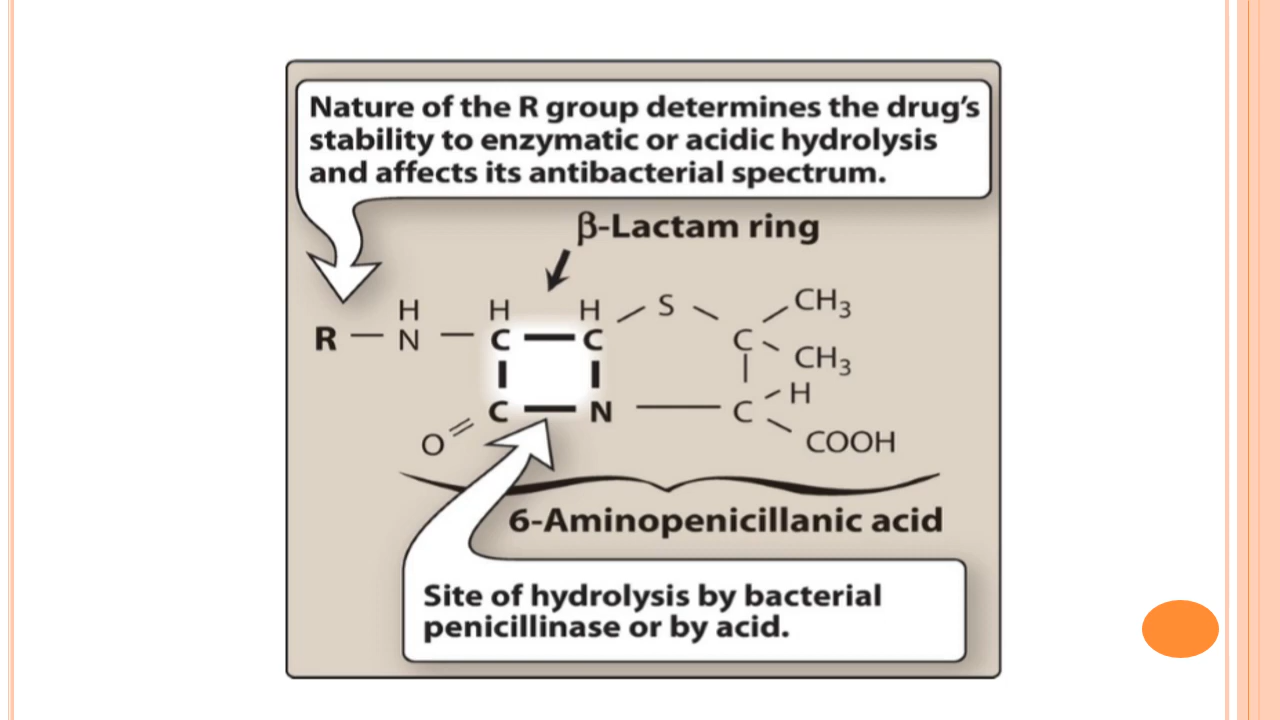 Nature of the R group determines the drug's
stability to enzymatic or acidic hydrolysis
and affects its antibacterial spectrum.
β-Lactam ring
H H H S CH₃
R N C C C CH₃
C N C H
O COOH
6-Aminopenicillanic acid
Site of hydrolysis by bacterial
penicillinase or by acid.